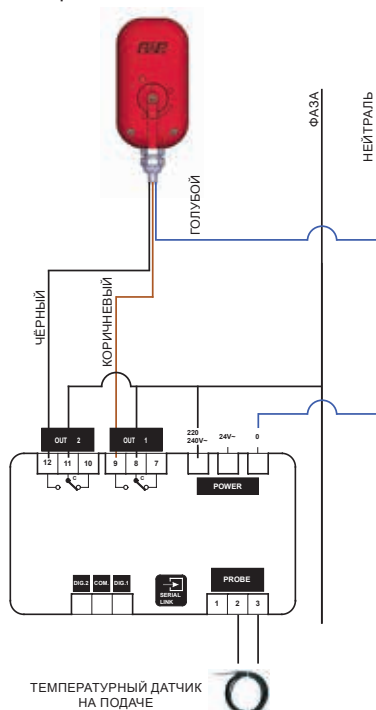 ФАЗА
НЕЙТРАЛЬ
ГОЛУБОЙ
ЧЁРНЫЙ
КОРИЧНЕВЫЙ
OUT 2
OUT 1
220
240V~
24V~
0
12 11 10
9 8 7
C
C
POWER
DIG.2 COM. DIG.1
SERIAL
LINK
PROBE
1 2 3
ТЕМПЕРАТУРНЫЙ ДАТЧИК
НА ПОДАЧЕ